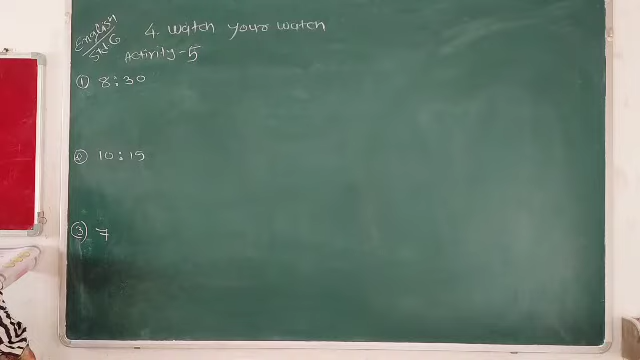 English
Std 6
4. Watch your watch
Activity - 5
① 8:30
② 10:15
③ 7